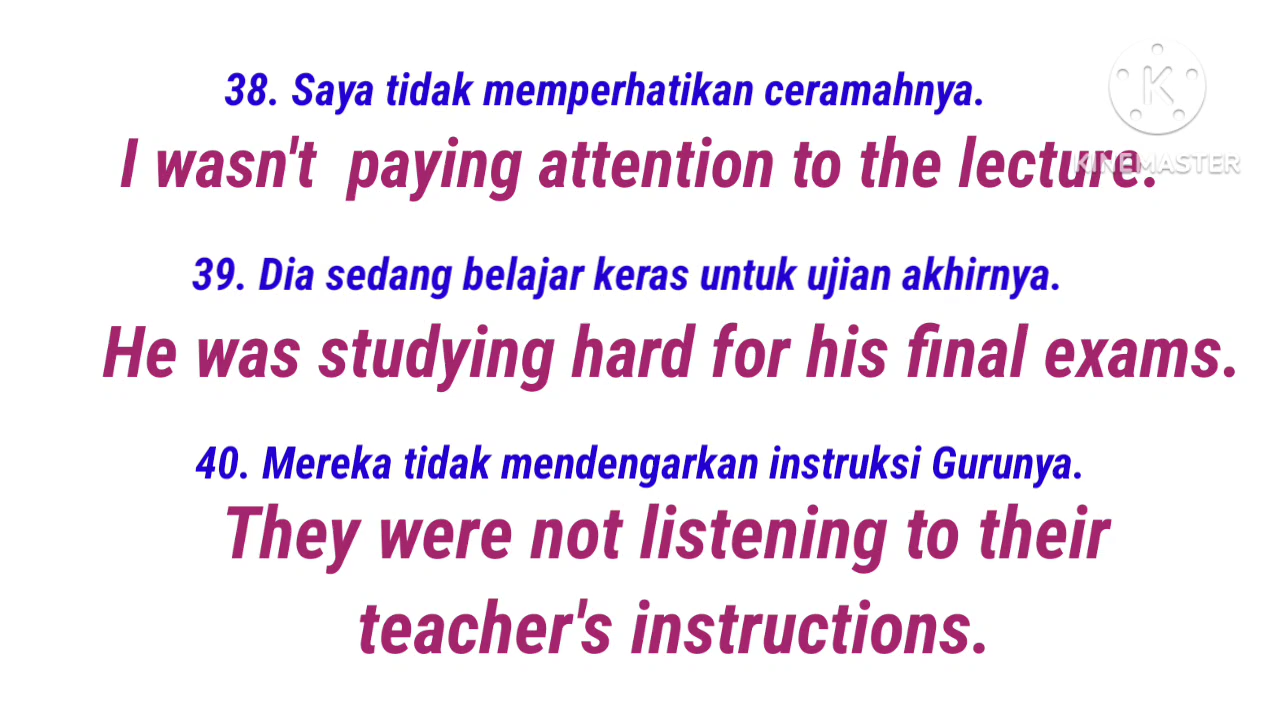 38. Saya tidak memperhatikan ceramahnya.
I wasn't paying attention to the lecture.
KINEMASTER
39. Dia sedang belajar keras untuk ujian akhirnya.
He was studying hard for his final exams.
40. Mereka tidak mendengarkan instruksi Gurunya.
They were not listening to their
teacher's instructions.